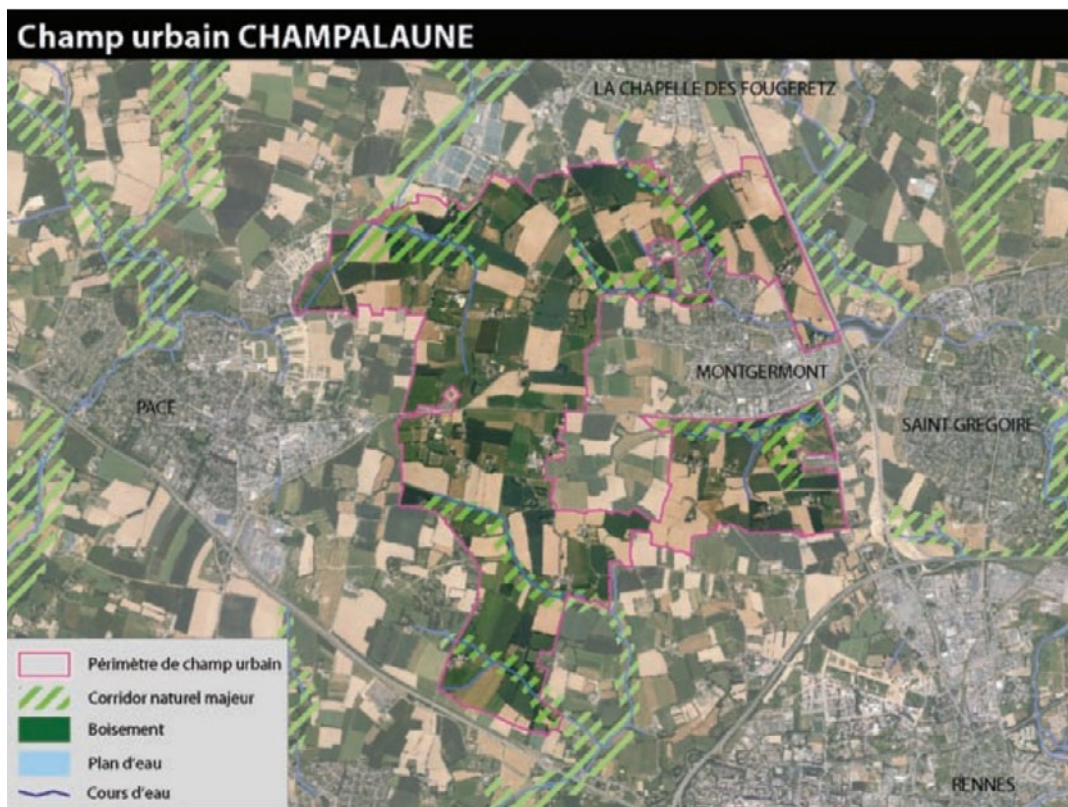 Champ urbain CHAMPALAUNE
LA CHAPELLE DES FOUGERETZ
MONTGERMONT
PACÉ
SAINT GREGOIRE
RENNES
Périmètre de champ urbain
Corridor naturel majeur
Boisement
Plan d'eau
Cours d'eau